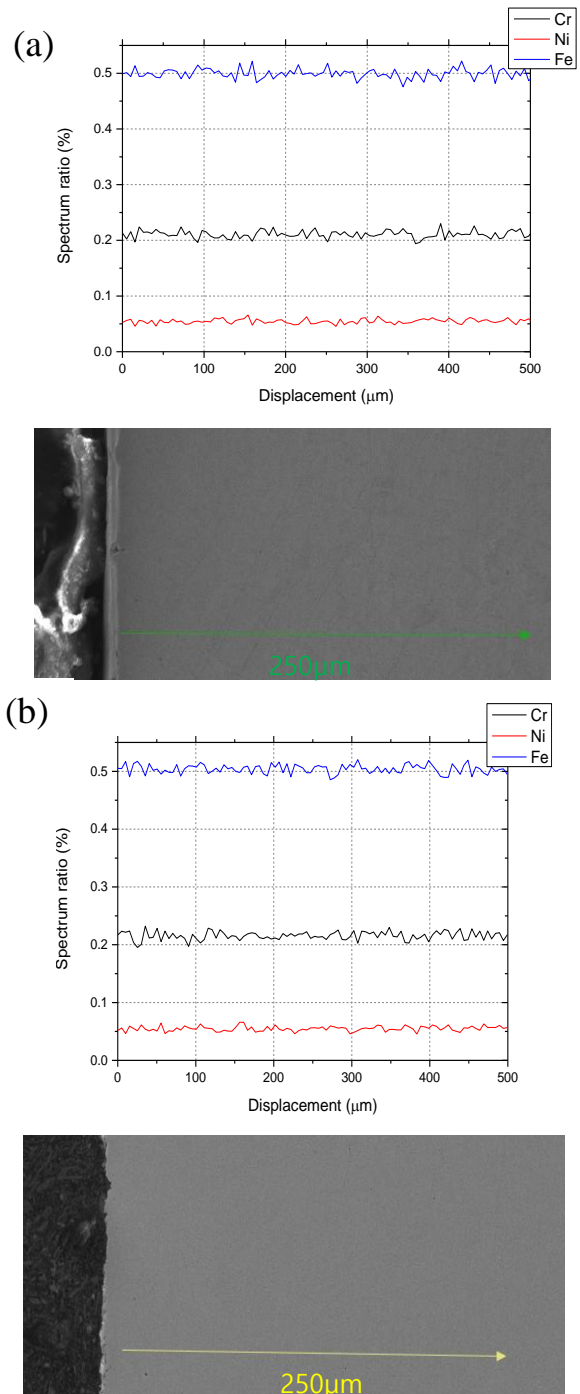 (a)
Cr
Ni
Fe
0.5
0.4
0.3
0.2
0.1
0.0
Spectrum ratio (%)
0 100 200 300 400 500
Displacement (μm)
250μm
(b)
Cr
Ni
Fe
0.5
0.4
0.3
0.2
0.1
0.0
Spectrum ratio (%)
0 100 200 300 400 500
Displacement (μm)
250μm